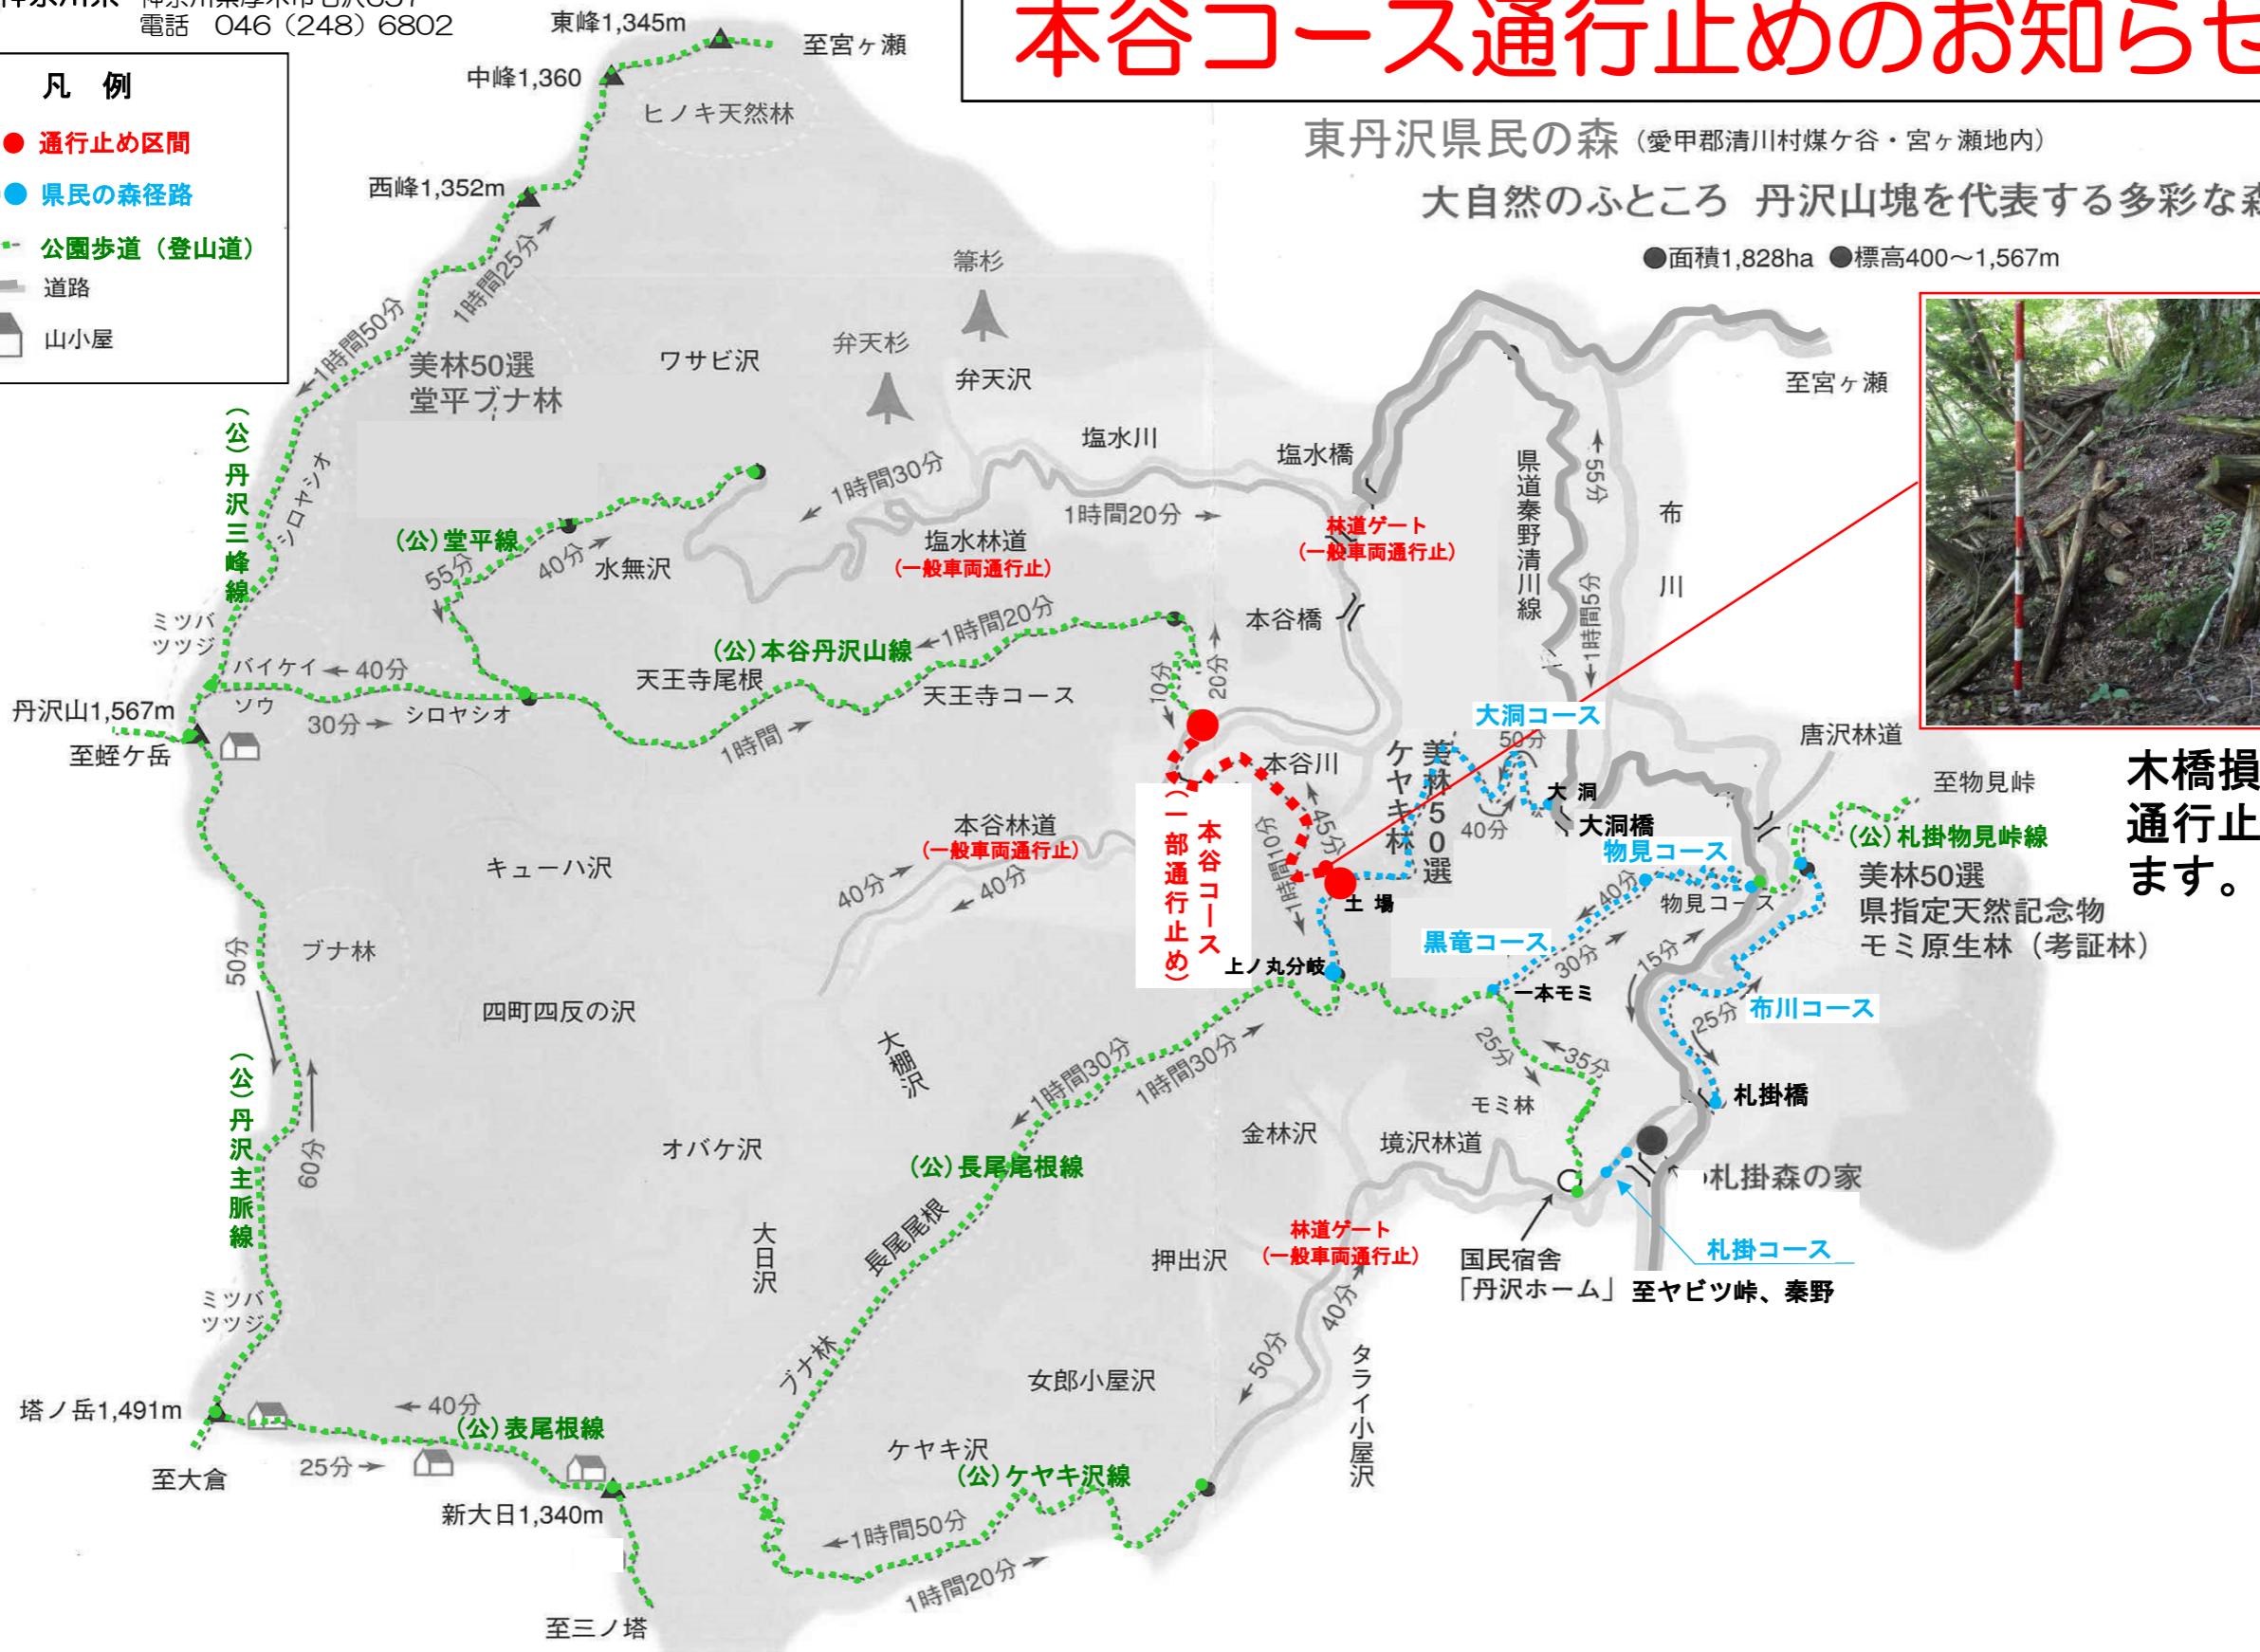 神奈川県
神奈川県厚木市七沢657
電話 046（248）6802
本谷コース通行止めのお知らせ
凡 例
通行止め区間
県民の森径路
公園歩道（登山道）
道路
山小屋
東丹沢県民の森（愛甲郡清川村煤ケ谷・宮ヶ瀬地内）
大自然のふところ 丹沢山塊を代表する多彩な森
●面積1,828ha ●標高400～1,567m
東峰1,345m
至宮ヶ瀬
中峰1,360
ヒノキ天然林
西峰1,352m
1時間25分
1時間50分
美林50選
堂平ブナ林
ワサビ沢
箒杉
弁天杉
弁天沢
塩水川
塩水橋
至宮ヶ瀬
（公）丹沢三峰線
シロヤシオ
1時間30分
1時間20分
林道ゲート
（一般車両通行止）
県道秦野清川線
55分
布川
1時間5分
（公）堂平線
55分
40分
水無沢
塩水林道
（一般車両通行止）
本谷橋
ミツバ
ツツジ
バイケイ
ソウ
40分
30分
シロヤシオ
（公）本谷丹沢山線
1時間20分
天王寺尾根
天王寺コース
1時間
10分
20分
丹沢山1,567m
至蛭ケ岳
大洞コース
50分
40分
大 洞
大洞橋
唐沢林道
至物見峠
（公）札掛物見峠線
本谷川
美林50選
ケヤキ林
45分
1時間10分
本谷コース
（一部通行止め）
本谷林道
（一般車両通行止）
40分
40分
土 場
物見コース
40分
物見コース
美林50選
県指定天然記念物
モミ原生林（考証林）
木橋損
通行止
ます。
キューハ沢
ブナ林
50分
60分
四町四反の沢
大棚沢
上ノ丸分岐
黒竜コース
30分
一本モミ
15分
25分
布川コース
札掛橋
1時間30分
1時間30分
25分
35分
モミ林
（公）丹沢主脈線
オバケ沢
（公）長尾尾根線
金林沢
境沢林道
札掛森の家
大日沢
長尾尾根
押出沢
林道ゲート
（一般車両通行止）
国民宿舎
「丹沢ホーム」
札掛コース
至ヤビツ峠、秦野
ミツバ
ツツジ
ブナ林
女郎小屋沢
50分
40分
タライ小屋沢
塔ノ岳1,491m
至大倉
40分
（公）表尾根線
25分
新大日1,340m
ケヤキ沢
（公）ケヤキ沢線
1時間50分
1時間20分
至三ノ塔